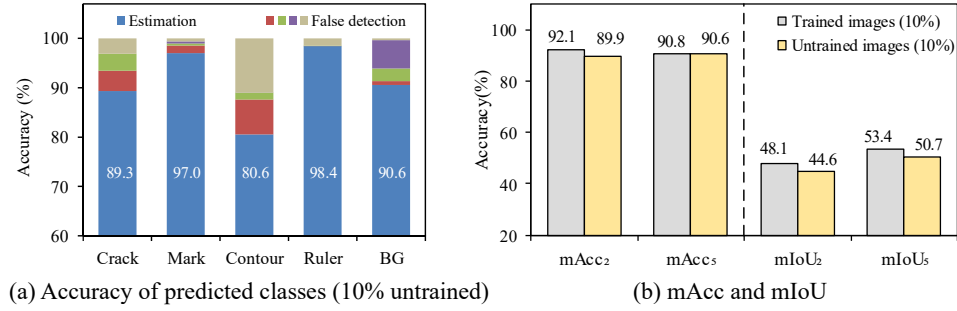 Estimation
False detection
Accuracy (%)
100
90
80
70
60
89.3
97.0
80.6
98.4
90.6
Crack
Mark
Contour
Ruler
BG
(a) Accuracy of predicted classes (10% untrained)
Trained images (10%)
Untrained images (10%)
Accuracy(%)
100
80
60
40
20
92.1
89.9
90.8
90.6
48.1
44.6
53.4
50.7
mAcc₂
mAcc₅
mIoU₂
mIoU₅
(b) mAcc and mIoU